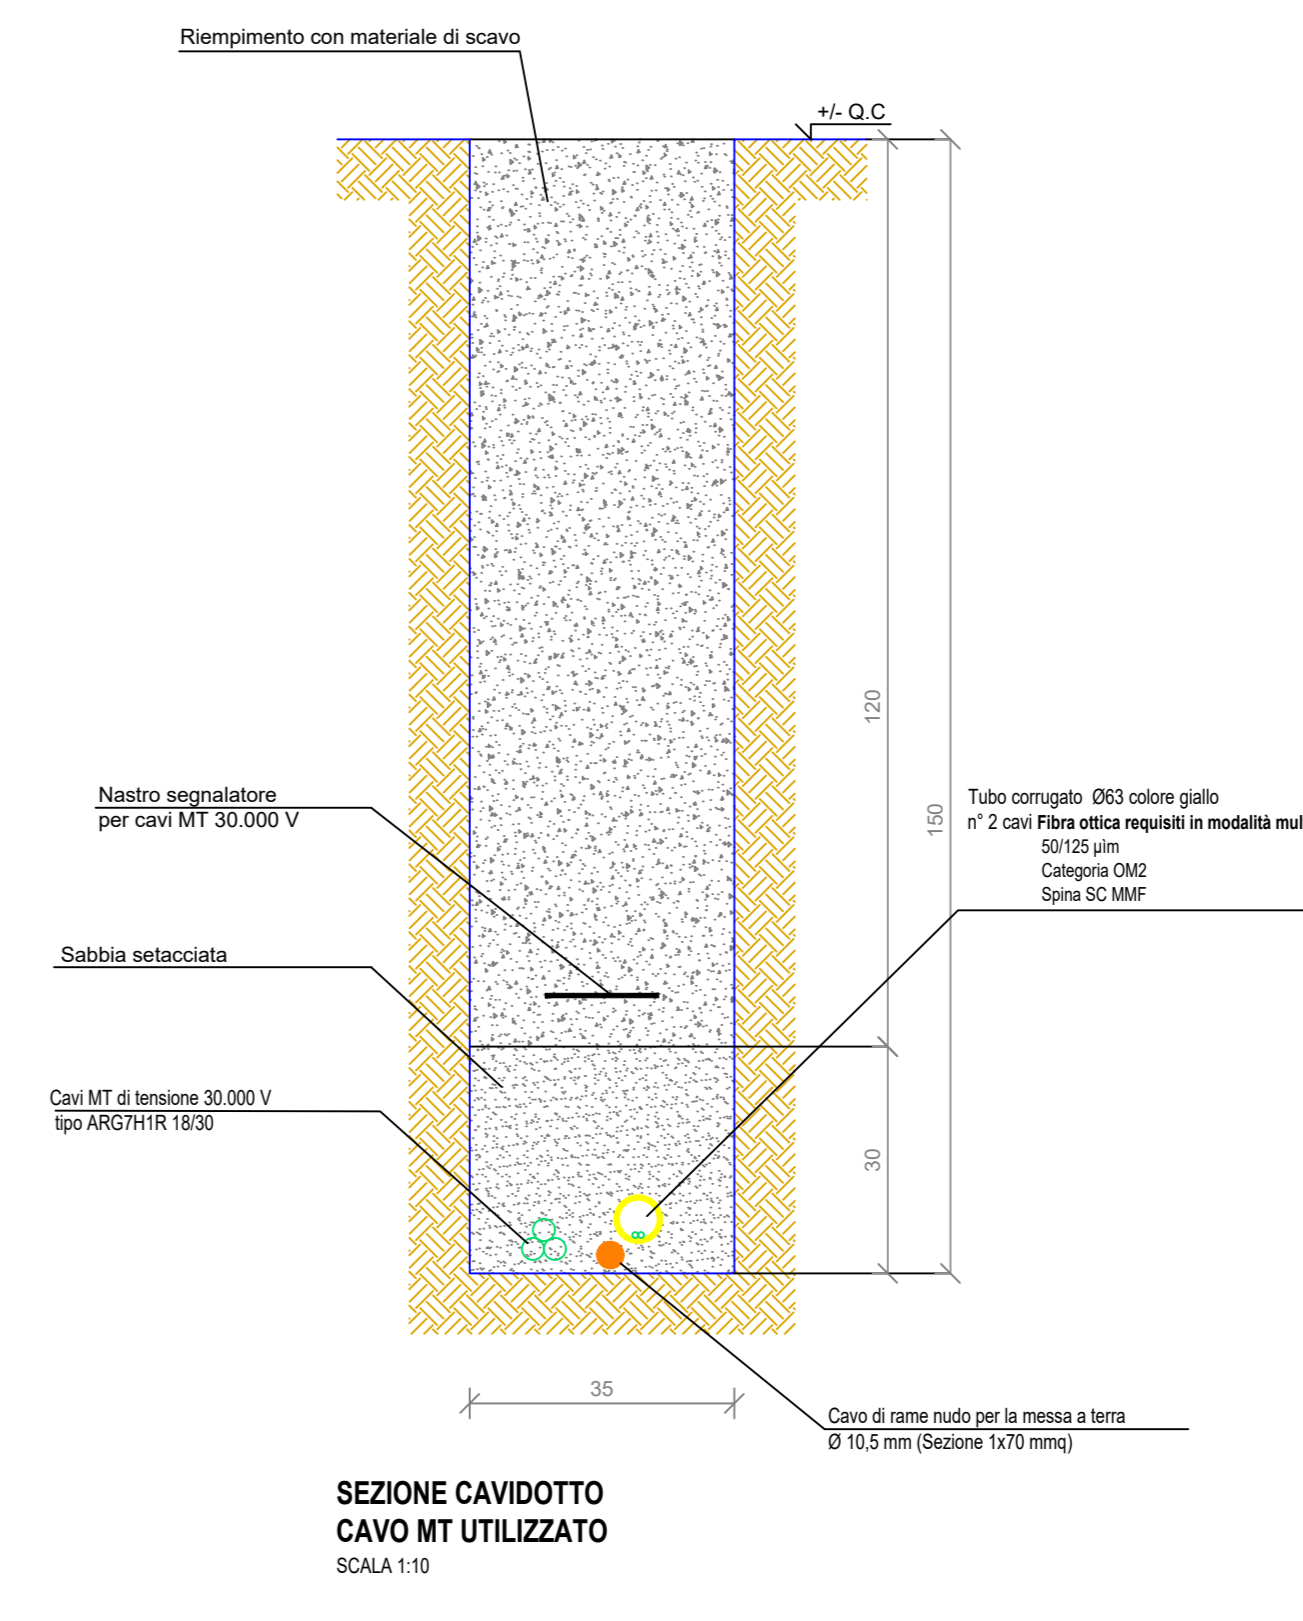 Riempimento con materiale di scavo
+/- Q.C
120
150
Nastro segnalatore
per cavi MT 30.000 V
Tubo corrugato Ø63 colore giallo
n° 2 cavi Fibra ottica requisiti in modalità mul
50/125 µìm
Categoria OM2
Spina SC MMF
Sabbia setacciata
Cavi MT di tensione 30.000 V
tipo ARG7H1R 18/30
30
35
Cavo di rame nudo per la messa a terra
Ø 10,5 mm (Sezione 1x70 mmq)
SEZIONE CAVIDOTTO
CAVO MT UTILIZZATO
SCALA 1:10